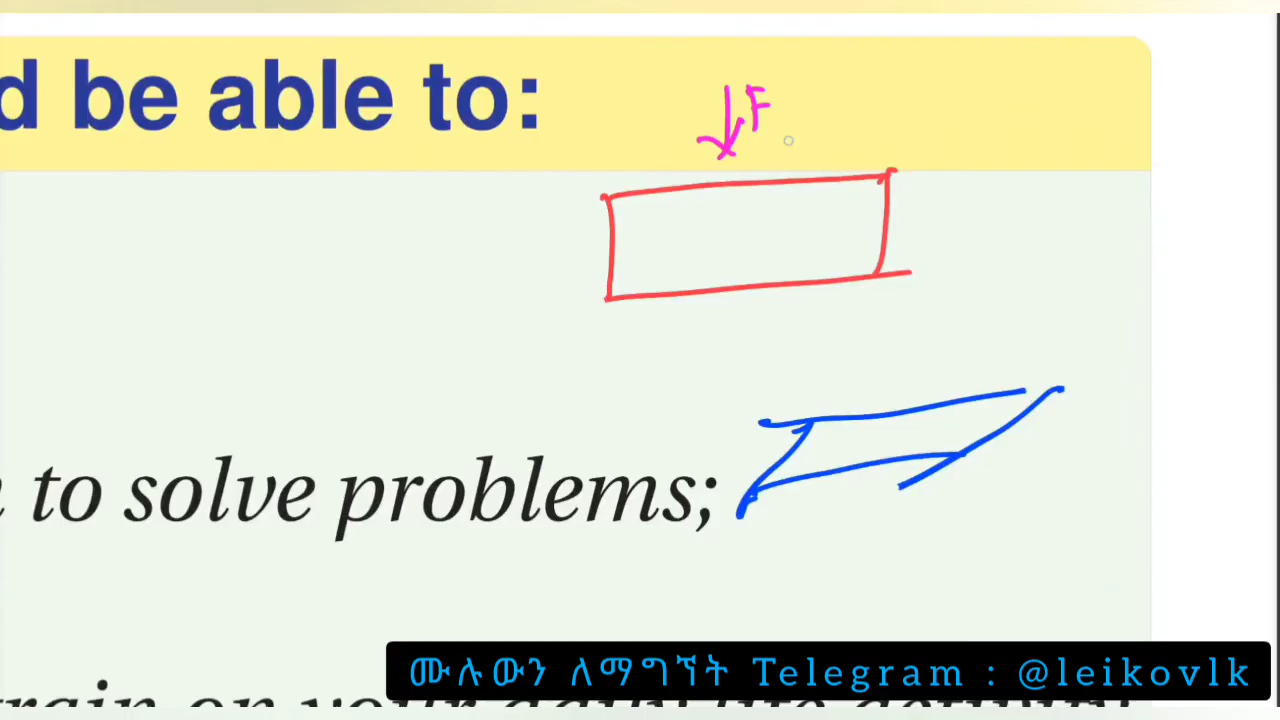 d be able to:
F
to solve problems;
ሙሉውን ለማግኘት Telegram : @leikovlk